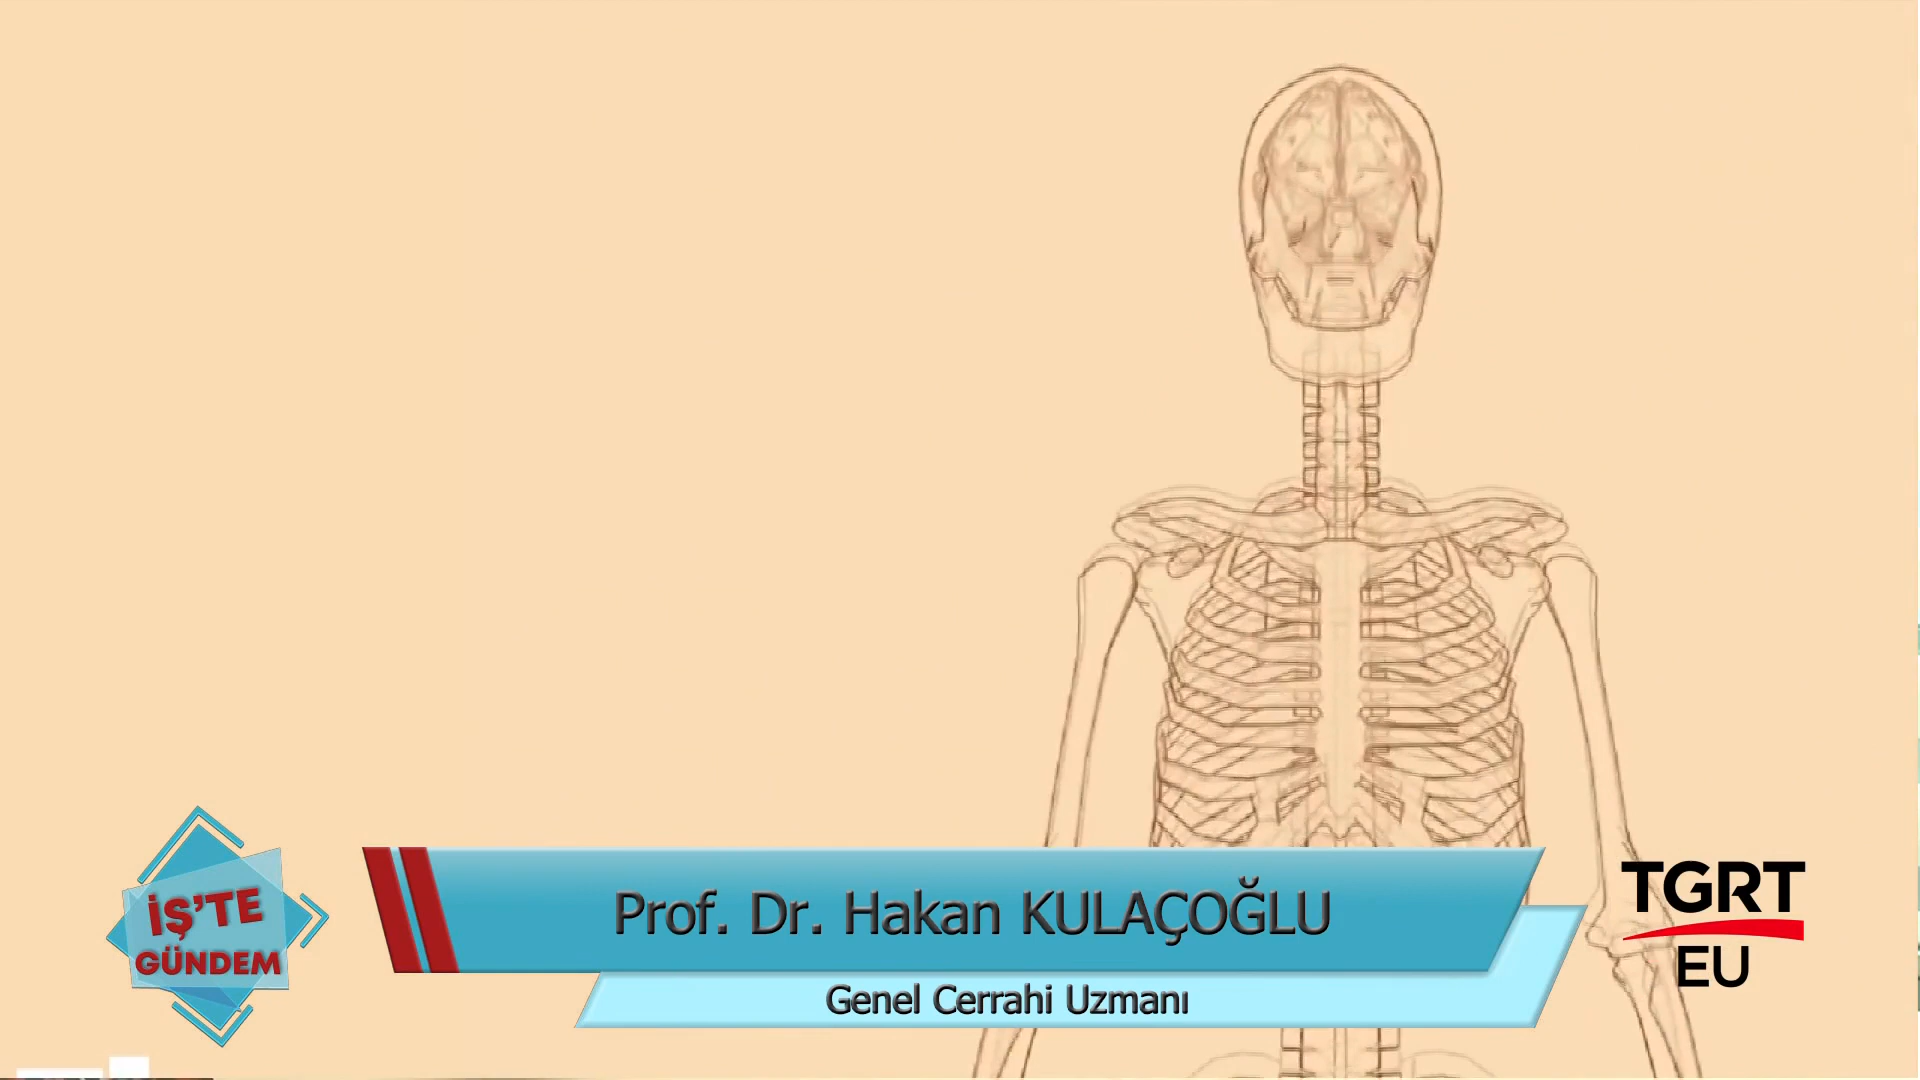 İŞ'TE
GÜNDEM
Prof. Dr. Hakan KULAÇOĞLU
Genel Cerrahi Uzmanı
TGRT
EU